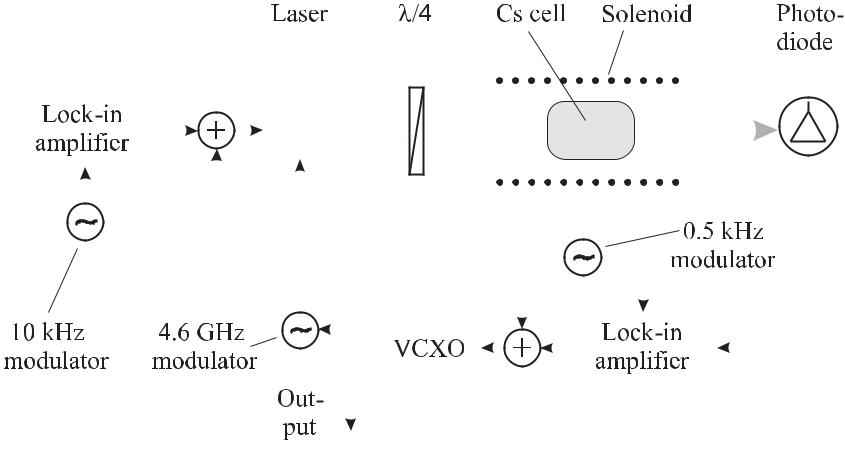 Laser
λ/4
Cs cell
Solenoid
Photo-
diode
Lock-in
amplifier
0.5 kHz
modulator
10 kHz
modulator
4.6 GHz
modulator
VCXO
Lock-in
amplifier
Out-
put